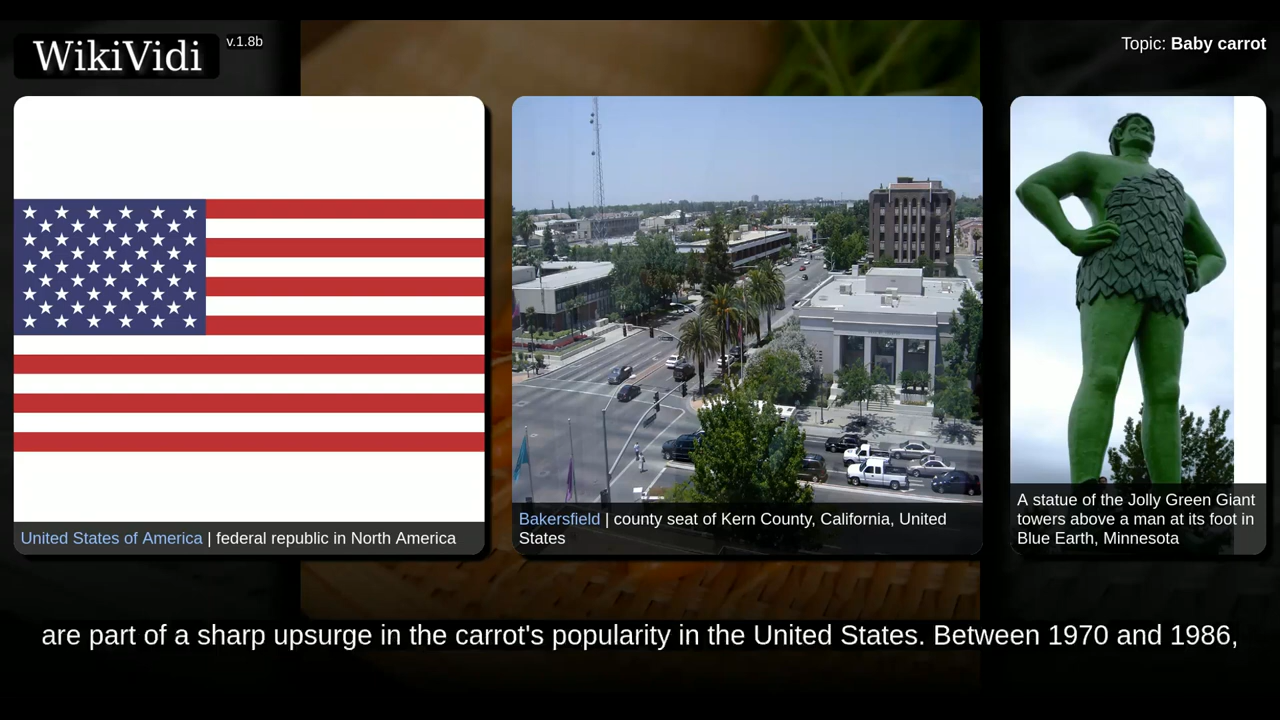 WikiVidi
v.1.8b
Topic: Baby carrot
United States of America | federal republic in North America
Bakersfield | county seat of Kern County, California, United
States
A statue of the Jolly Green Giant
towers above a man at its foot in
Blue Earth, Minnesota
are part of a sharp upsurge in the carrot's popularity in the United States. Between 1970 and 1986,